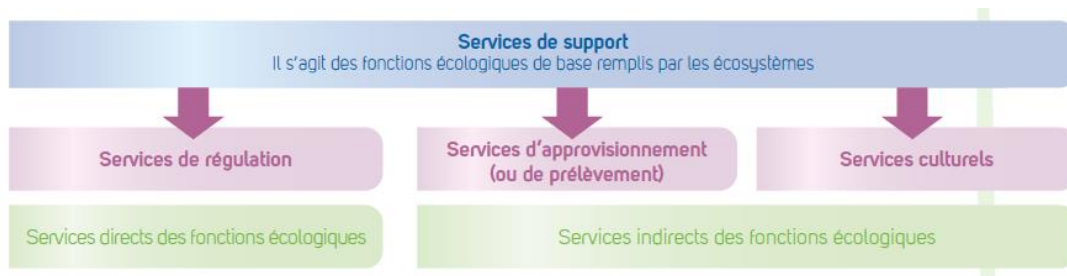 Services de support
Il s'agit des fonctions écologiques de base remplis par les écosystèmes
Services de régulation
Services d'approvisionnement
(ou de prélèvement)
Services culturels
Services directs des fonctions écologiques
Services indirects des fonctions écologiques